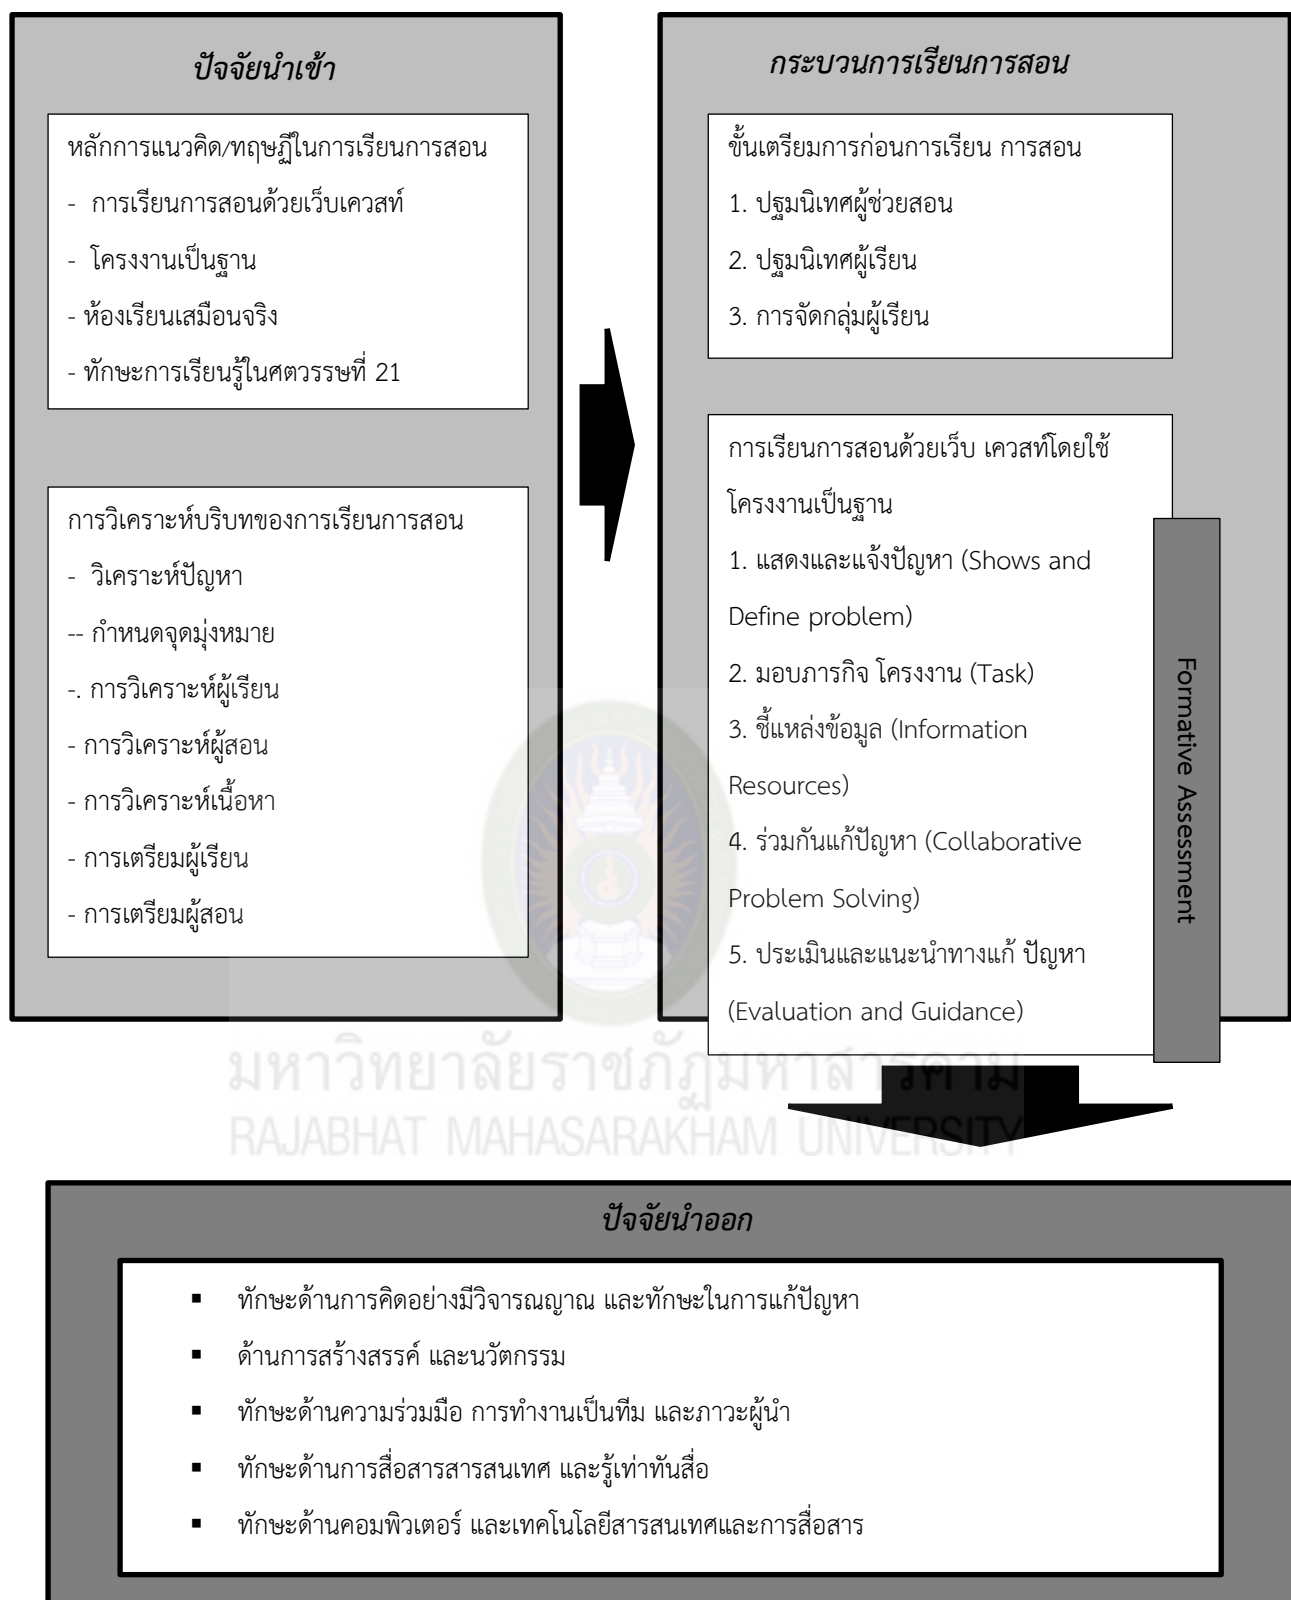 ปัจจัยนำเข้า
หลักการแนวคิด/ทฤษฎีในการเรียนการสอน
- การเรียนการสอนด้วยเว็บเควสท์
- โครงงานเป็นฐาน
- ห้องเรียนเสมือนจริง
- ทักษะการเรียนรู้ในศตวรรษที่ 21
การวิเคราะห์บริบทของการเรียนการสอน
- วิเคราะห์ปัญหา
-- กำหนดจุดมุ่งหมาย
-. การวิเคราะห์ผู้เรียน
- การวิเคราะห์ผู้สอน
- การวิเคราะห์เนื้อหา
- การเตรียมผู้เรียน
- การเตรียมผู้สอน
กระบวนการเรียนการสอน
ขั้นเตรียมการก่อนการเรียน การสอน
1. ปฐมนิเทศผู้ช่วยสอน
2. ปฐมนิเทศผู้เรียน
3. การจัดกลุ่มผู้เรียน
การเรียนการสอนด้วยเว็บ เควสท์โดยใช้
โครงงานเป็นฐาน
1. แสดงและแจ้งปัญหา (Shows and
Define problem)
2. มอบภารกิจ โครงงาน (Task)
3. ชี้แหล่งข้อมูล (Information
Resources)
4. ร่วมกันแก้ปัญหา (Collaborative
Problem Solving)
5. ประเมินและแนะนำทางแก้ ปัญหา
(Evaluation and Guidance)
Formative Assessment
มหาวิทยาลัยราชภัฏมหาสารคาม
RAJABHAT MAHASARAKHAM UNIVERSITY
ปัจจัยนำออก
▪ ทักษะด้านการคิดอย่างมีวิจารณญาณ และทักษะในการแก้ปัญหา
▪ ด้านการสร้างสรรค์ และนวัตกรรม
▪ ทักษะด้านความร่วมมือ การทำงานเป็นทีม และภาวะผู้นำ
▪ ทักษะด้านการสื่อสารสารสนเทศ และรู้เท่าทันสื่อ
▪ ทักษะด้านคอมพิวเตอร์ และเทคโนโลยีสารสนเทศและการสื่อสาร